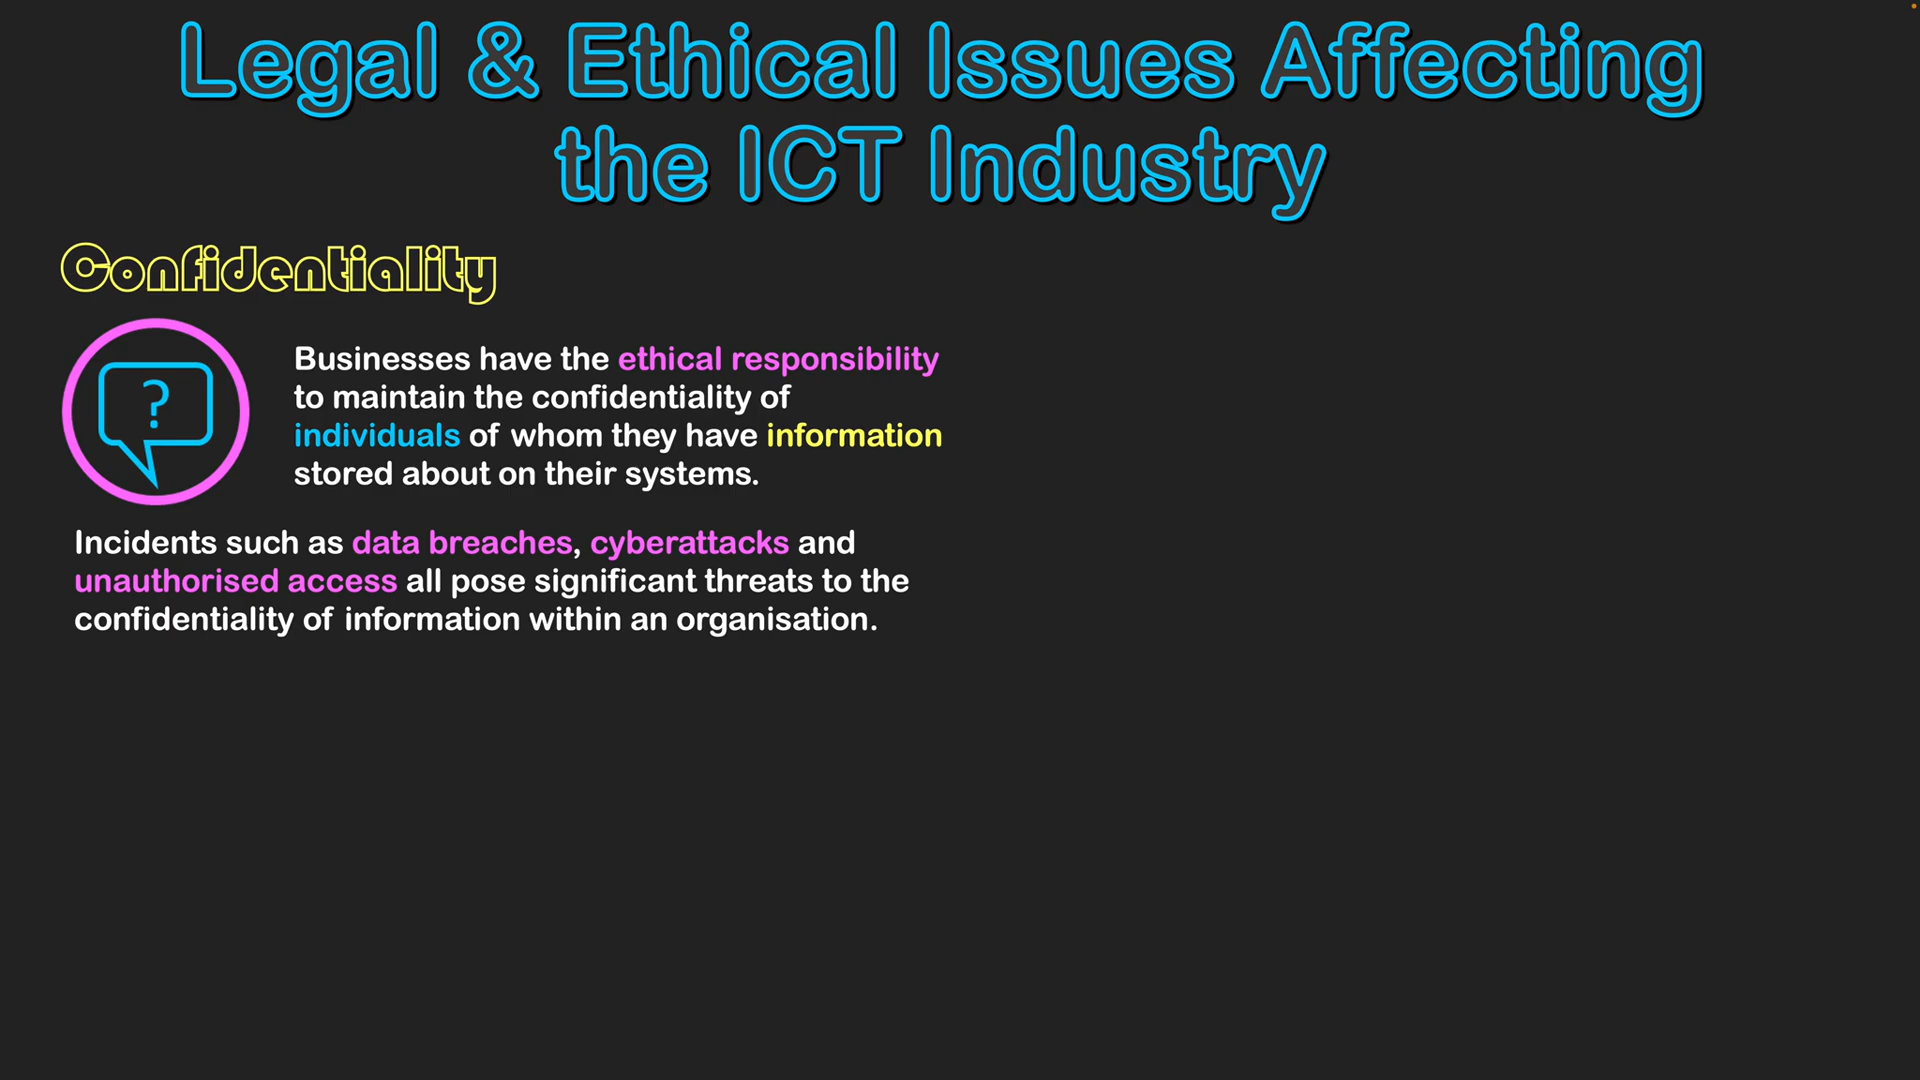 Legal & Ethical Issues Affecting
the ICT Industry
Confidentiality
?
Businesses have the ethical responsibility
to maintain the confidentiality of
individuals of whom they have information
stored about on their systems.
Incidents such as data breaches, cyberattacks and
unauthorised access all pose significant threats to the
confidentiality of information within an organisation.